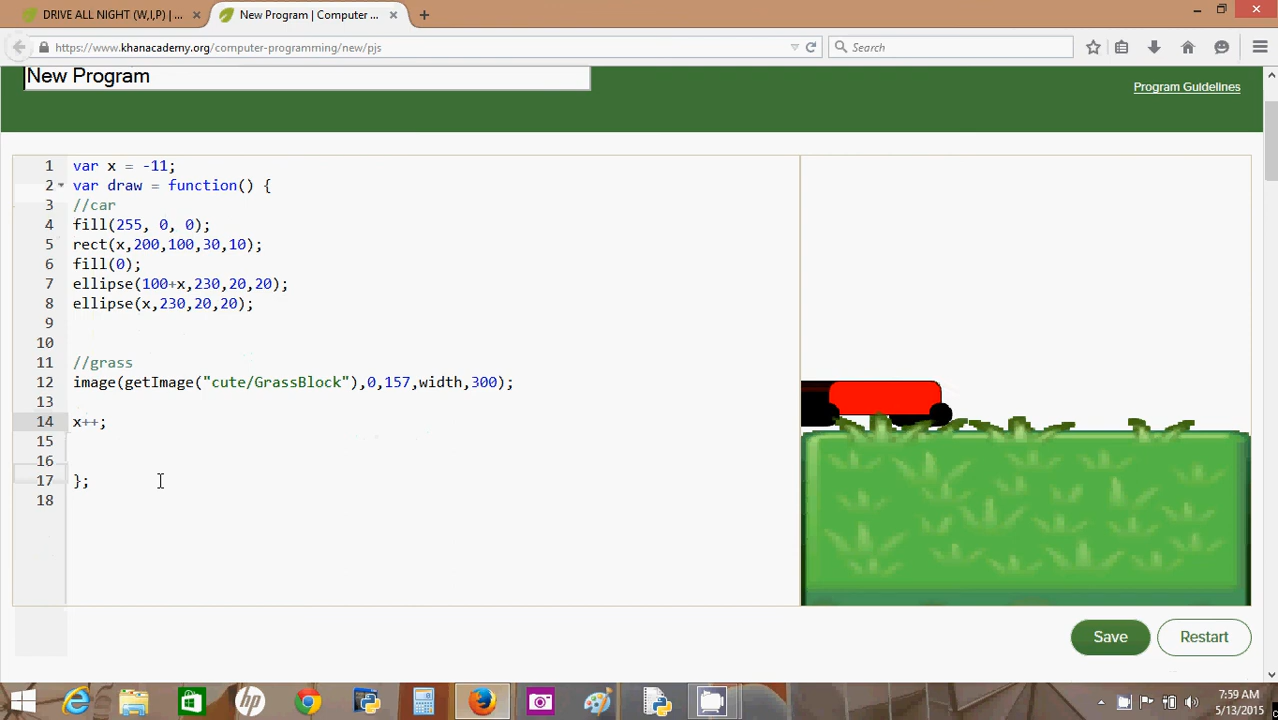 DRIVE ALL NIGHT (W,I,P) | ...
New Program | Computer ...
https://www.khanacademy.org/computer-programming/new/pjs
Search
New Program
Program Guidelines
1 var x = -11;
2 var draw = function() {
3 //car
4 fill(255, 0, 0);
5 rect(x,200,100,30,10);
6 fill(0);
7 ellipse(100+x,230,20,20);
8 ellipse(x,230,20,20);
9
10
11 //grass
12 image(getImage("cute/GrassBlock"),0,157,width,300);
13
14 x++;
15
16
17 };
18
Save
Restart
hp
7:59 AM
5/13/2015